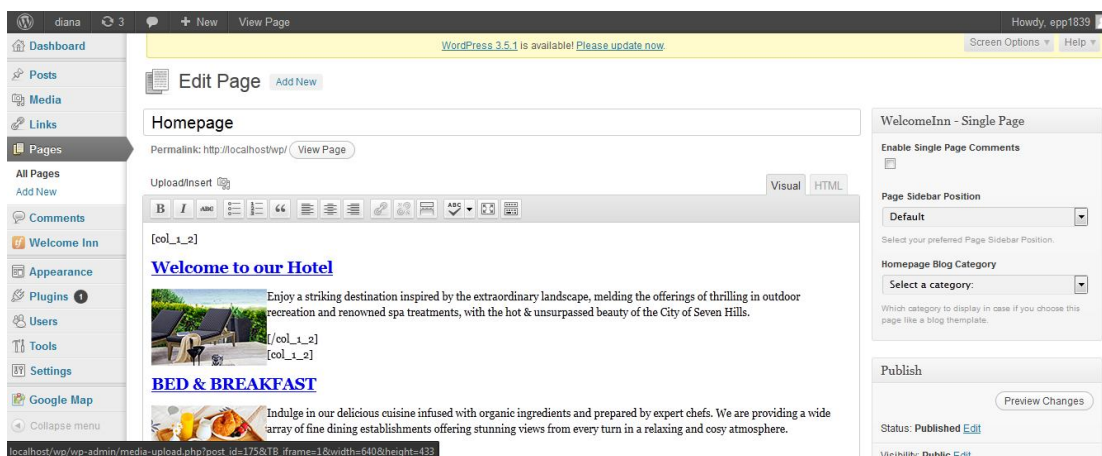 diana 3 + New View Page Howdy, epp1839
Dashboard
Posts
Media
Links
Pages
All Pages
Add New
Comments
Welcome Inn
Appearance
Plugins 1
Users
Tools
Settings
Google Map
Collapse menu
WordPress 3.5.1 is available! Please update now.
Screen Options Help
Edit Page Add New
Homepage
Permalink: http://localhost/wp/ View Page
Upload/Insert
Visual HTML
B I ABC ABC
[col_1_2]
Welcome to our Hotel
Enjoy a striking destination inspired by the extraordinary landscape, melding the offerings of thrilling in outdoor
recreation and renowned spa treatments, with the hot & unsurpassed beauty of the City of Seven Hills.
[/col_1_2]
[col_1_2]
BED & BREAKFAST
Indulge in our delicious cuisine infused with organic ingredients and prepared by expert chefs. We are providing a wide
array of fine dining establishments offering stunning views from every turn in a relaxing and cosy atmosphere.
WelcomeInn - Single Page
Enable Single Page Comments
Page Sidebar Position
Default
Select your preferred Page Sidebar Position.
Homepage Blog Category
Select a category:
Which category to display in case if you choose this
page like a blog themplate.
Publish
Preview Changes
Status: Published Edit
Visibility: Public Edit
localhost/wp/wp-admin/media-upload.php?post_id=175&TB_iframe=1&width=640&height=433